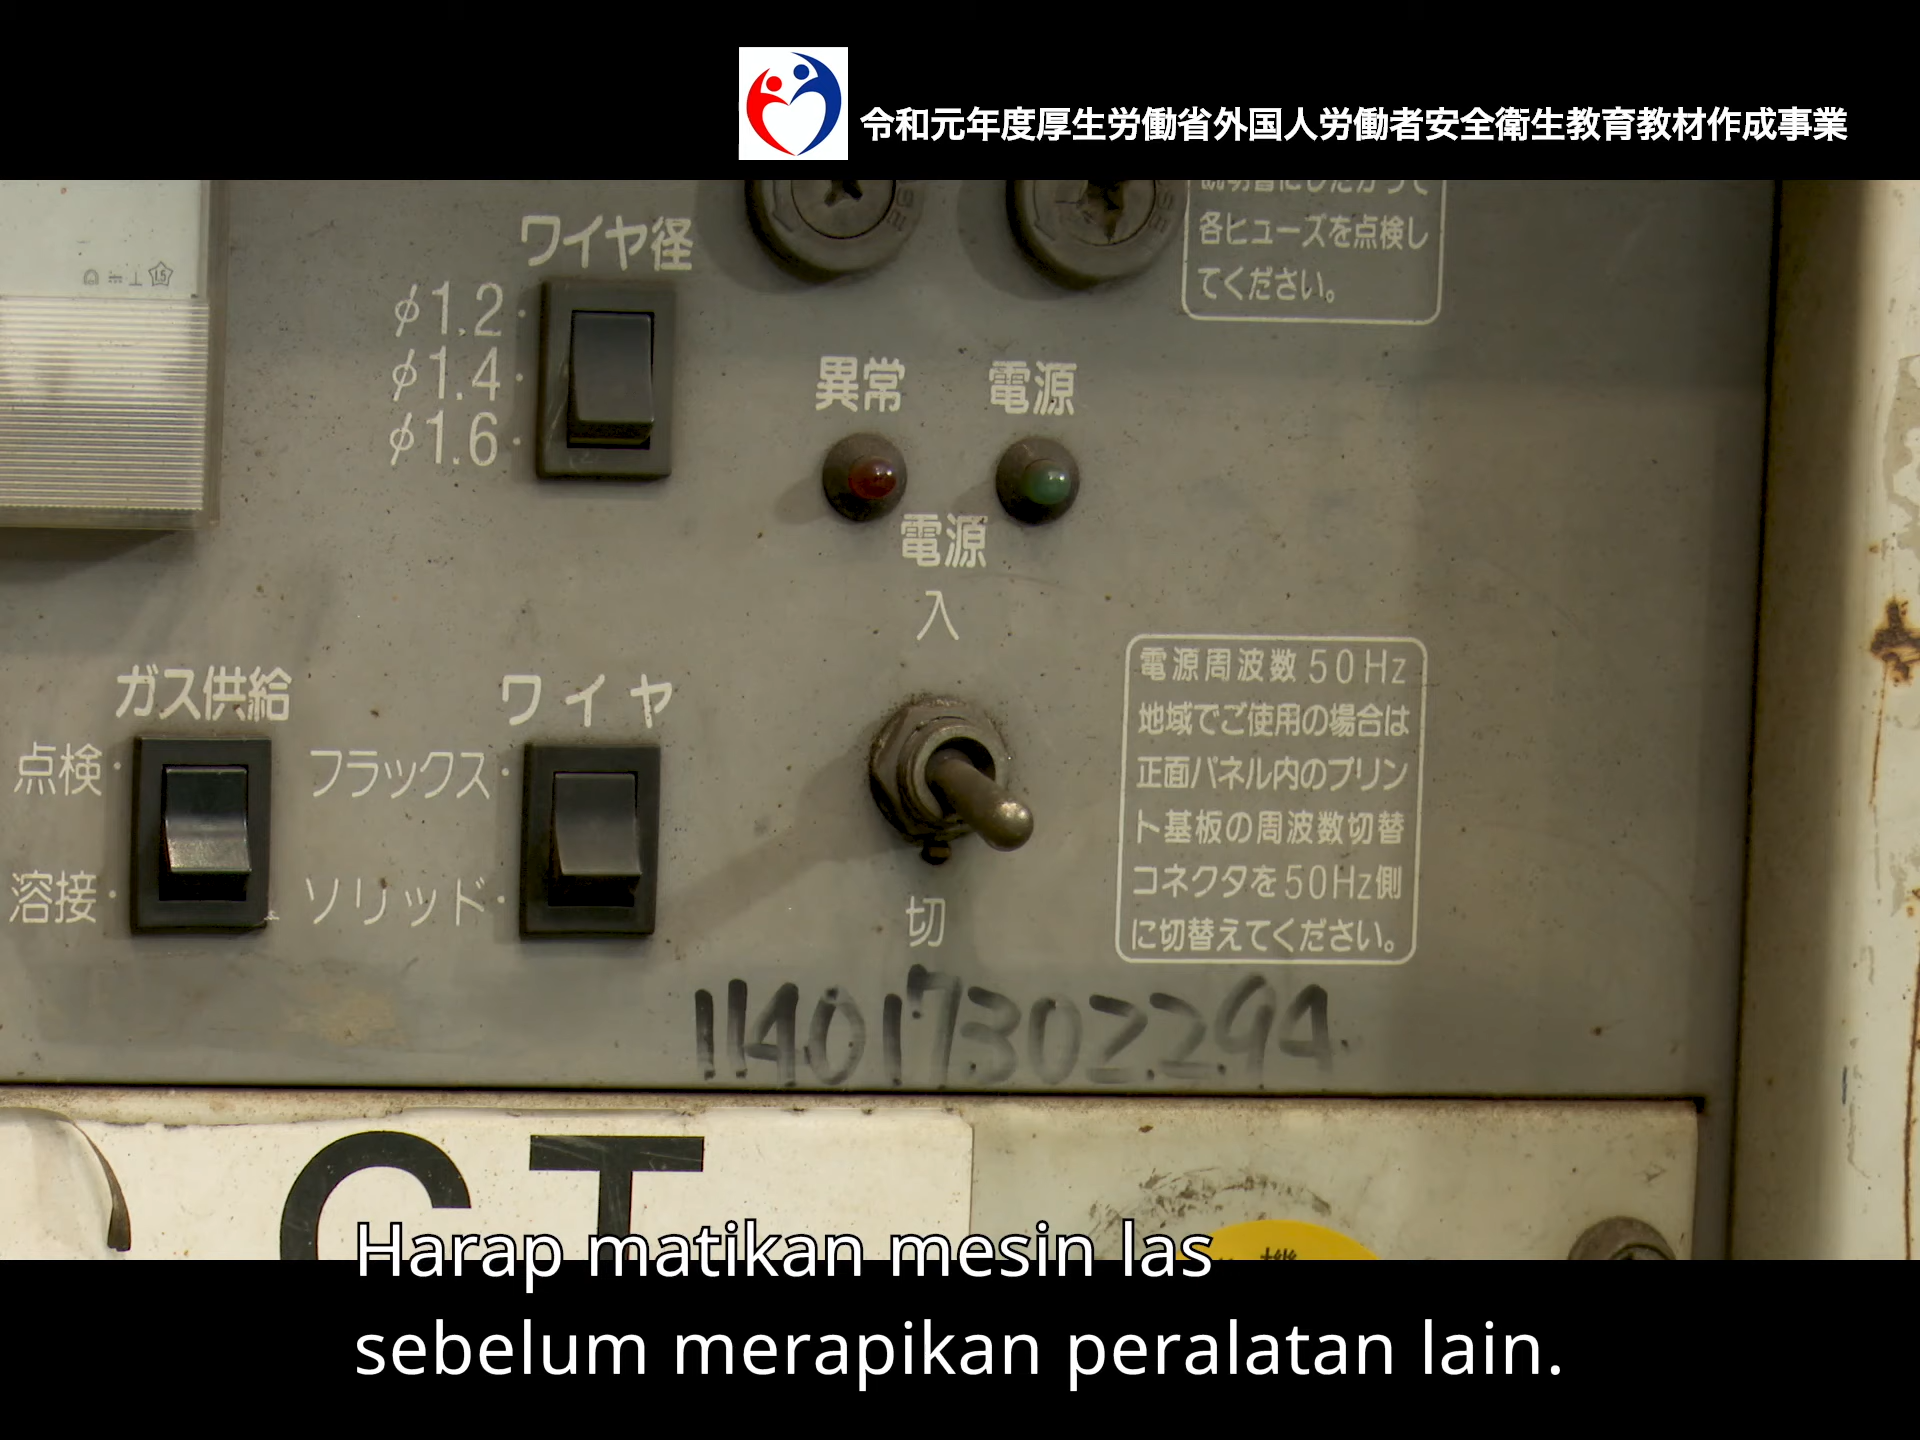 令和元年度厚生労働省外国人労働者安全衛生教育教材作成事業
各ヒューズを点検し
てください。
ワイヤ径
φ1.2
φ1.4
φ1.6
異常
電源
電源
入
切
ガス供給
点検
溶接
ワイヤ
フラックス
ソリッド
電源周波数50Hz
地域でご使用の場合は
正面パネル内のプリン
ト基板の周波数切替
コネクタを50Hz側
に切替えてください。
114017302294
CT
機
Harap matikan mesin las
sebelum merapikan peralatan lain.